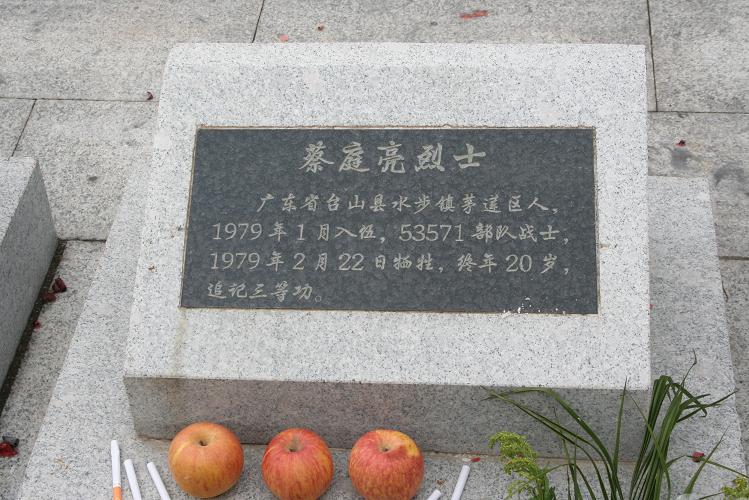 蔡庭亮烈士
广东省台山县水步镇茅莲区人，
1979年1月入伍，53571部队战士，
1979年2月22日牺牲，终年20岁，
追记三等功。